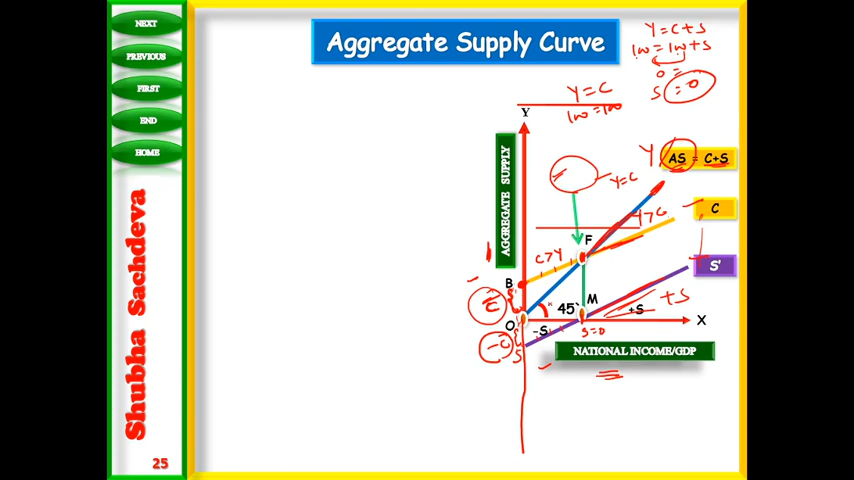 NEXT
PREVIOUS
FIRST
END
HOME
Shubha Sachdeva
25
Aggregate Supply Curve
Y = C + S
100 = 100 + S
0 =
S = 0
Y = C
100 = 100
Y
AGGREGATE SUPPLY
Y
AS = C+S
Y=C
C
Y > C
F
C > Y
S'
B
C
M
45°
+S
+S
O
X
-S
S=0
-C
S
NATIONAL INCOME/GDP